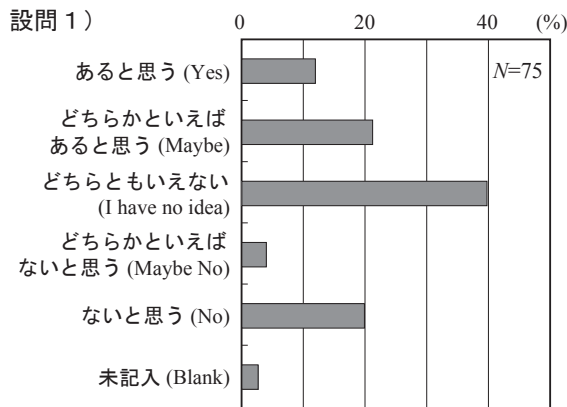 設問1)
0 20 40 (%)
あると思う (Yes)
N=75
どちらかといえば
あると思う (Maybe)
どちらともいえない
(I have no idea)
どちらかといえば
ないと思う (Maybe No)
ないと思う (No)
未記入 (Blank)